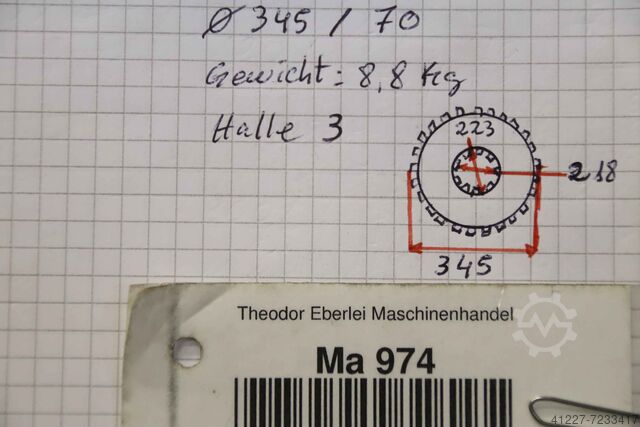 Ø 345 / 70
Gewicht: 8,8 Kg
Halle 3
223
218
345
Theodor Eberlei Maschinenhandel
Ma 974
41227-7233417